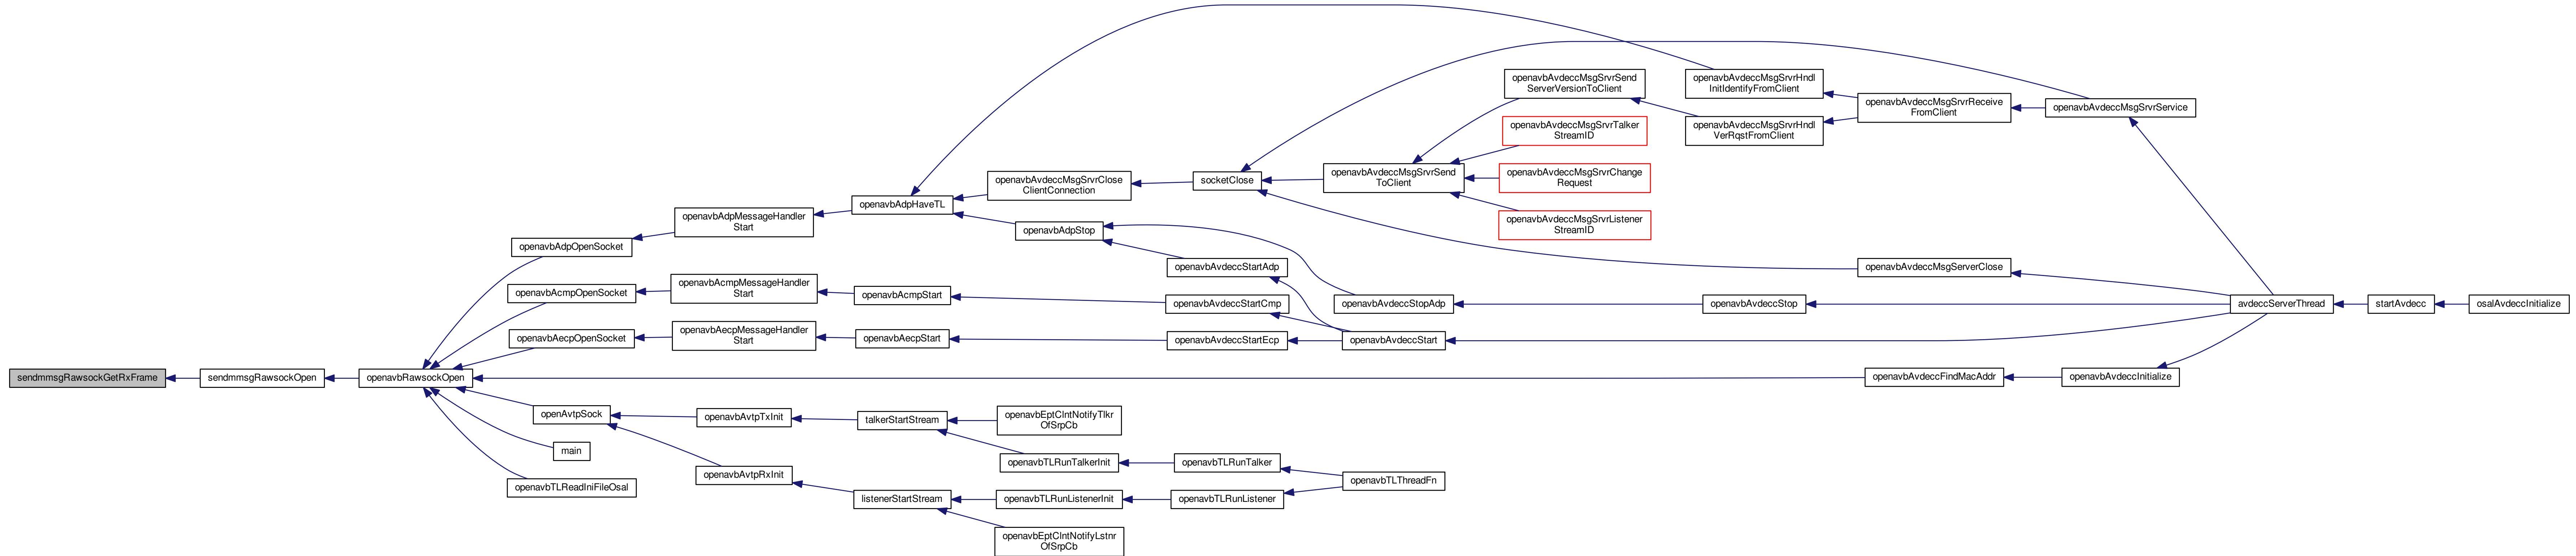 sendmmsgRawsockGetRxFrame
sendmmsgRawsockOpen
openavbRawsockOpen
openavbAdpOpenSocket
openavbAcmpOpenSocket
openavbAecpOpenSocket
openAvtpSock
main
openavbTLReadIniFileOsal
openavbAdpMessageHandler
Start
openavbAcmpMessageHandler
Start
openavbAecpMessageHandler
Start
openavbAvtpTxInit
openavbAvtpRxInit
openavbAdpHaveTL
openavbAcmpStart
openavbAecpStart
talkerStartStream
listenerStartStream
openavbAvdeccMsgSrvrClose
ClientConnection
openavbAdpStop
openavbEptClntNotifyTlkr
OfSrpCb
openavbTLRunTalkerInit
openavbTLRunListenerInit
openavbEptClntNotifyLstnr
OfSrpCb
socketClose
openavbAvdeccStartAdp
openavbAvdeccStartCmp
openavbAvdeccStartEcp
openavbTLRunTalker
openavbTLRunListener
openavbAvdeccMsgSrvrSend
ToClient
openavbAvdeccStopAdp
openavbAvdeccStart
openavbTLThreadFn
openavbAvdeccMsgSrvrSend
ServerVersionToClient
openavbAvdeccMsgSrvrTalker
StreamID
openavbAvdeccMsgSrvrChange
Request
openavbAvdeccMsgSrvrListener
StreamID
openavbAvdeccMsgSrvrHndl
InitIdentifyFromClient
openavbAvdeccMsgSrvrHndl
VerRqstFromClient
openavbAvdeccStop
openavbAvdeccMsgSrvrReceive
FromClient
openavbAvdeccMsgServerClose
openavbAvdeccFindMacAddr
openavbAvdeccMsgSrvrService
openavbAvdeccInitialize
avdeccServerThread
startAvdecc
osalAvdeccInitialize